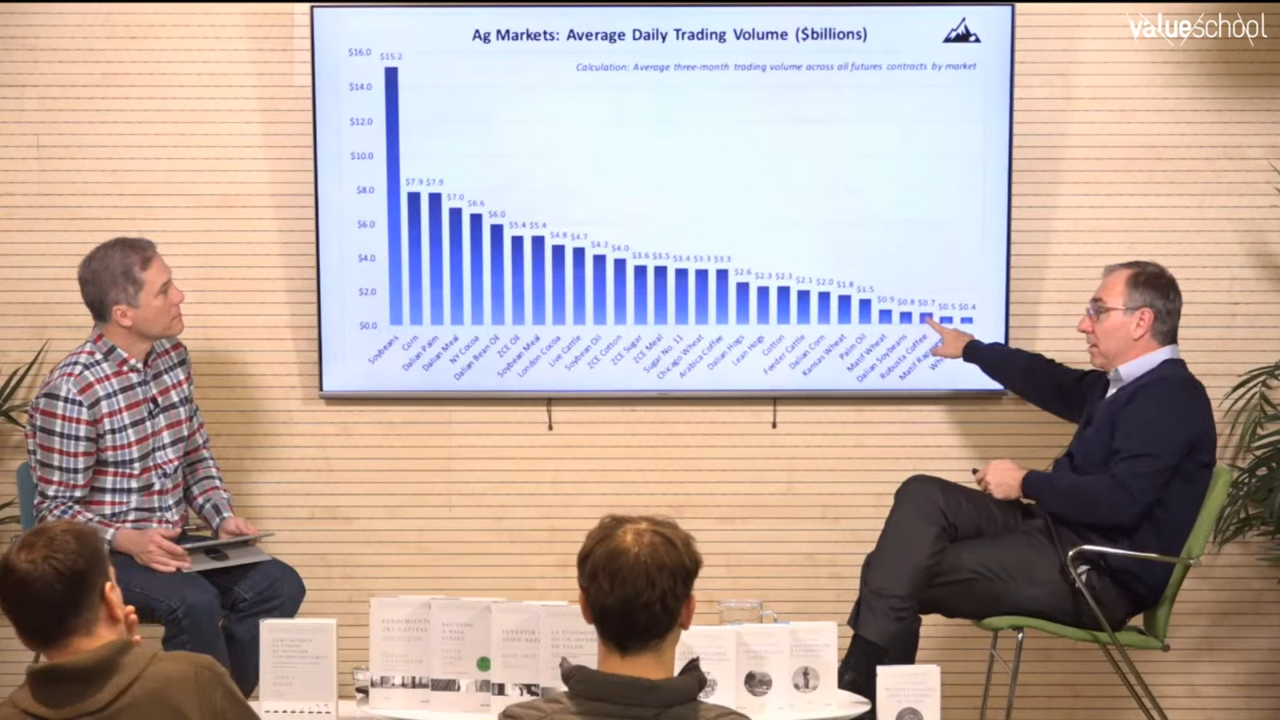 valueschool
Ag Markets: Average Daily Trading Volume ($billions)
Calculation: Average three-month trading volume across all futures contracts by market
$16.0
$14.0
$12.0
$10.0
$8.0
$6.0
$4.0
$2.0
$0.0
$15.2
$7.9
$7.9
$7.0
$6.6
$6.0
$5.4
$5.4
$4.8
$4.7
$4.2
$4.0
$3.6
$3.5
$3.4
$3.3
$3.3
$2.6
$2.3
$2.3
$2.1
$2.0
$1.8
$1.5
$0.9
$0.8
$0.7
$0.5
$0.4
Soybeans
Corn
Dalian Palm
Dalian Meal
NY Cocoa
Dalian Bean Oil
ZCE Oil
Soybean Meal
London Cocoa
Live Cattle
Soybean Oil
ZCE Cotton
ZCE Sugar
ZCE Meal
Sugar No. 11
Chicago Wheat
Arabica Coffee
Dalian Hogs
Lean Hogs
Cotton
Feeder Cattle
Dalian Corn
Kansas Wheat
Palm Oil
Matif Wheat
Dalian Soybeans
Robusta Coffee
Matif
RENDIMIENTO
DEL CAPITAL